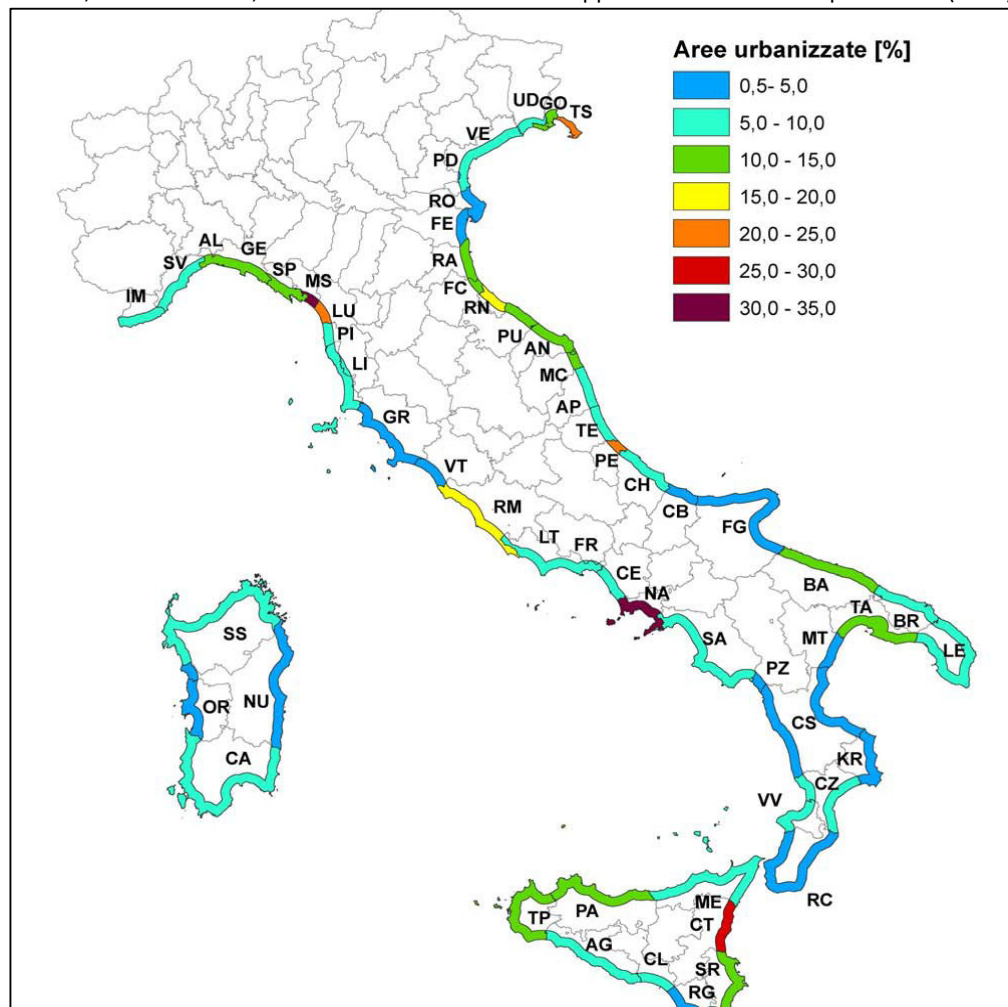 Aree urbanizzate [%]
0,5- 5,0
5,0 - 10,0
10,0 - 15,0
15,0 - 20,0
20,0 - 25,0
25,0 - 30,0
30,0 - 35,0
UD
GO
TS
VE
PD
RO
FE
RA
FC
RN
PU
AN
MC
AP
TE
PE
CH
CB
FG
BA
TA
BR
LE
MT
AL
GE
SV
SP
MS
IM
LU
PI
LI
GR
VT
RM
LT
FR
CE
NA
SA
PZ
CS
KR
CZ
VV
RC
SS
OR
NU
CA
ME
PA
TP
CT
AG
CL
SR
RG